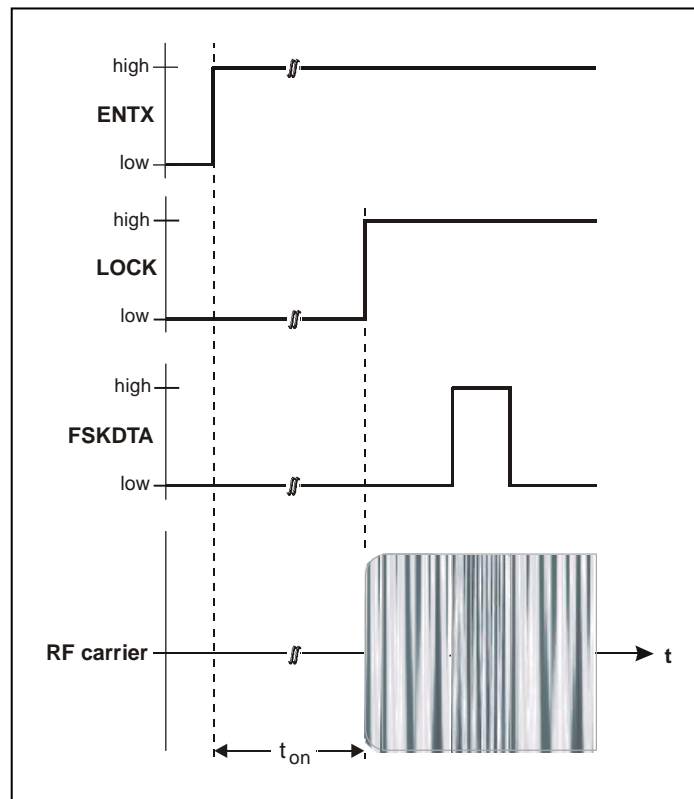 high
ENTX
low
high
LOCK
low
high
FSKDTA
low
RF carrier
t
t on